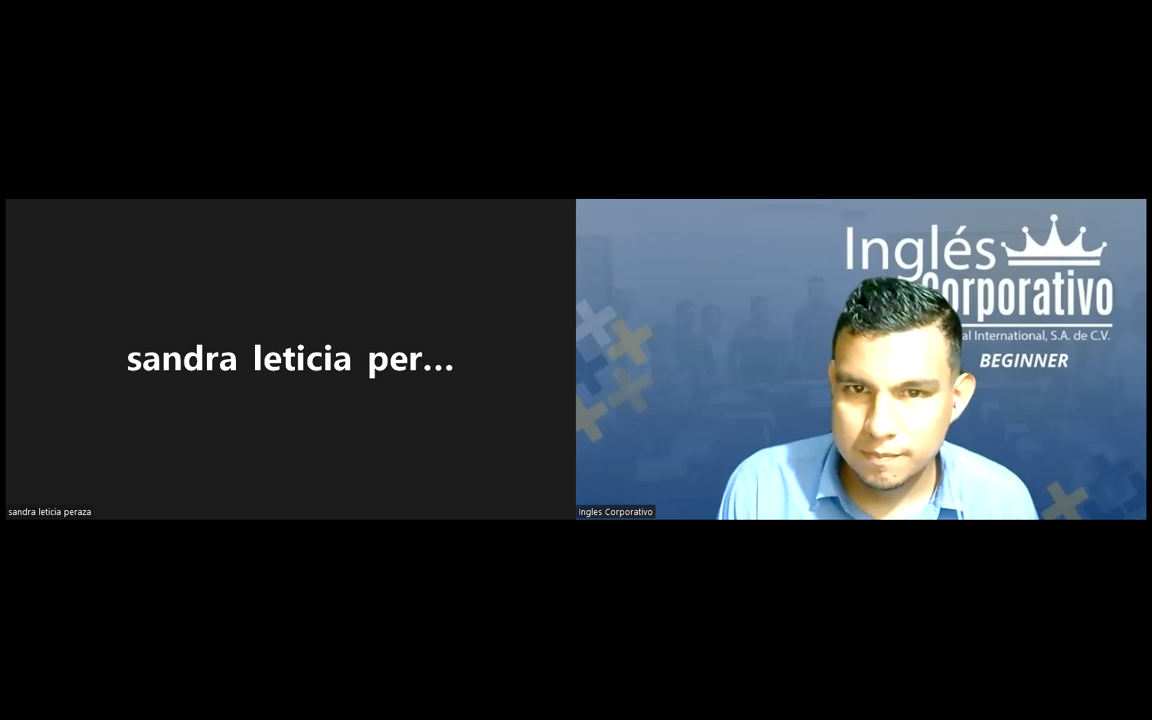 sandra leticia per...
sandra leticia peraza
Inglés
Corporativo
al International, S.A. de C.V.
BEGINNER
Ingles Corporativo